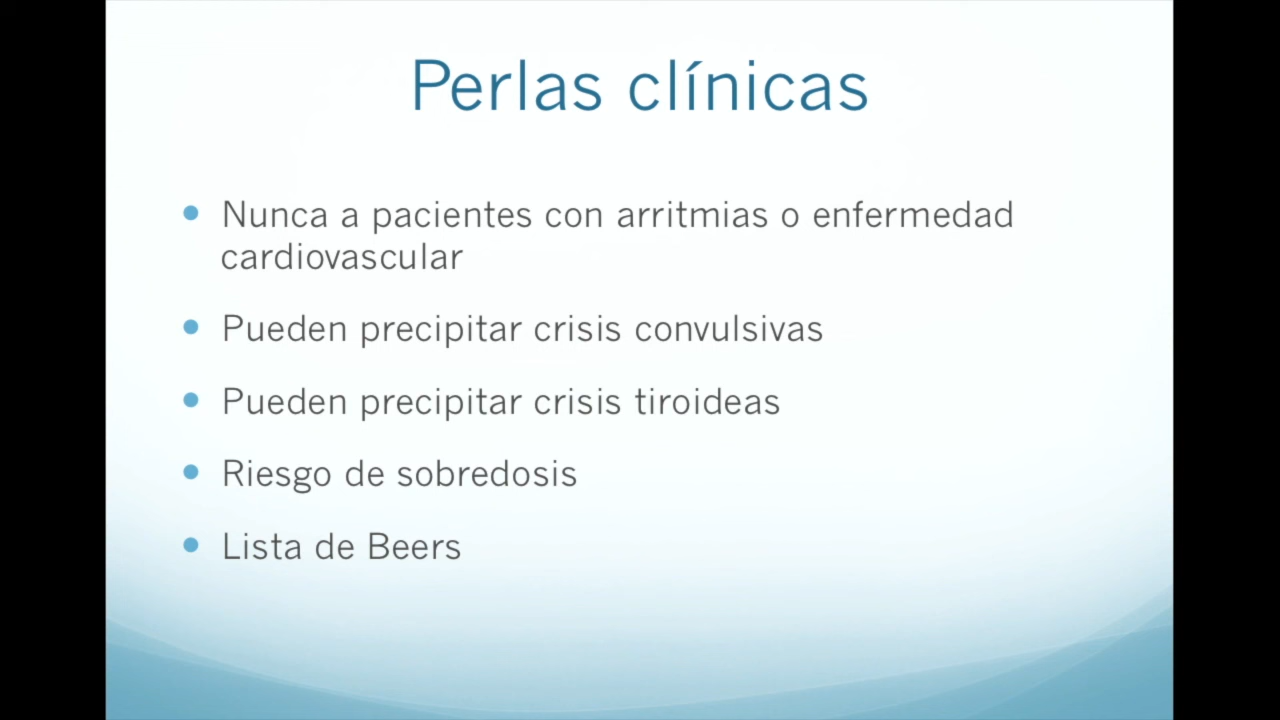 Perlas clínicas
Nunca a pacientes con arritmias o enfermedad
cardiovascular
Pueden precipitar crisis convulsivas
Pueden precipitar crisis tiroideas
Riesgo de sobredosis
Lista de Beers